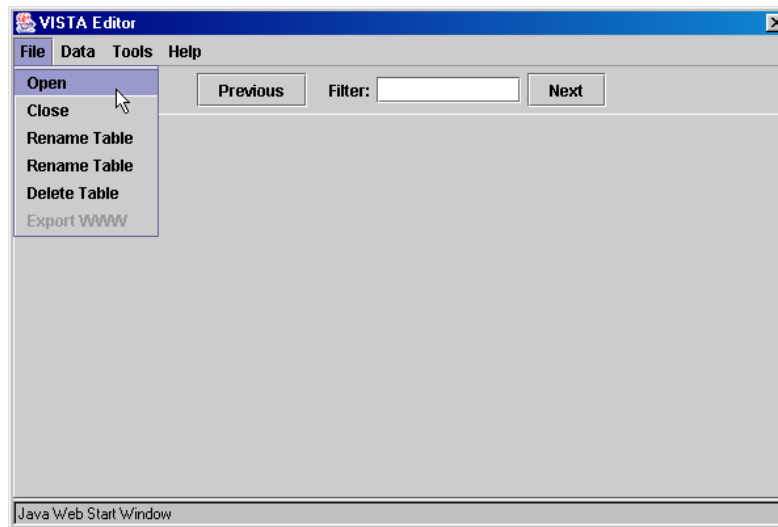 VISTA Editor
File Data Tools Help
Open
Previous Filter: Next
Close
Rename Table
Rename Table
Delete Table
Export WWW
Java Web Start Window